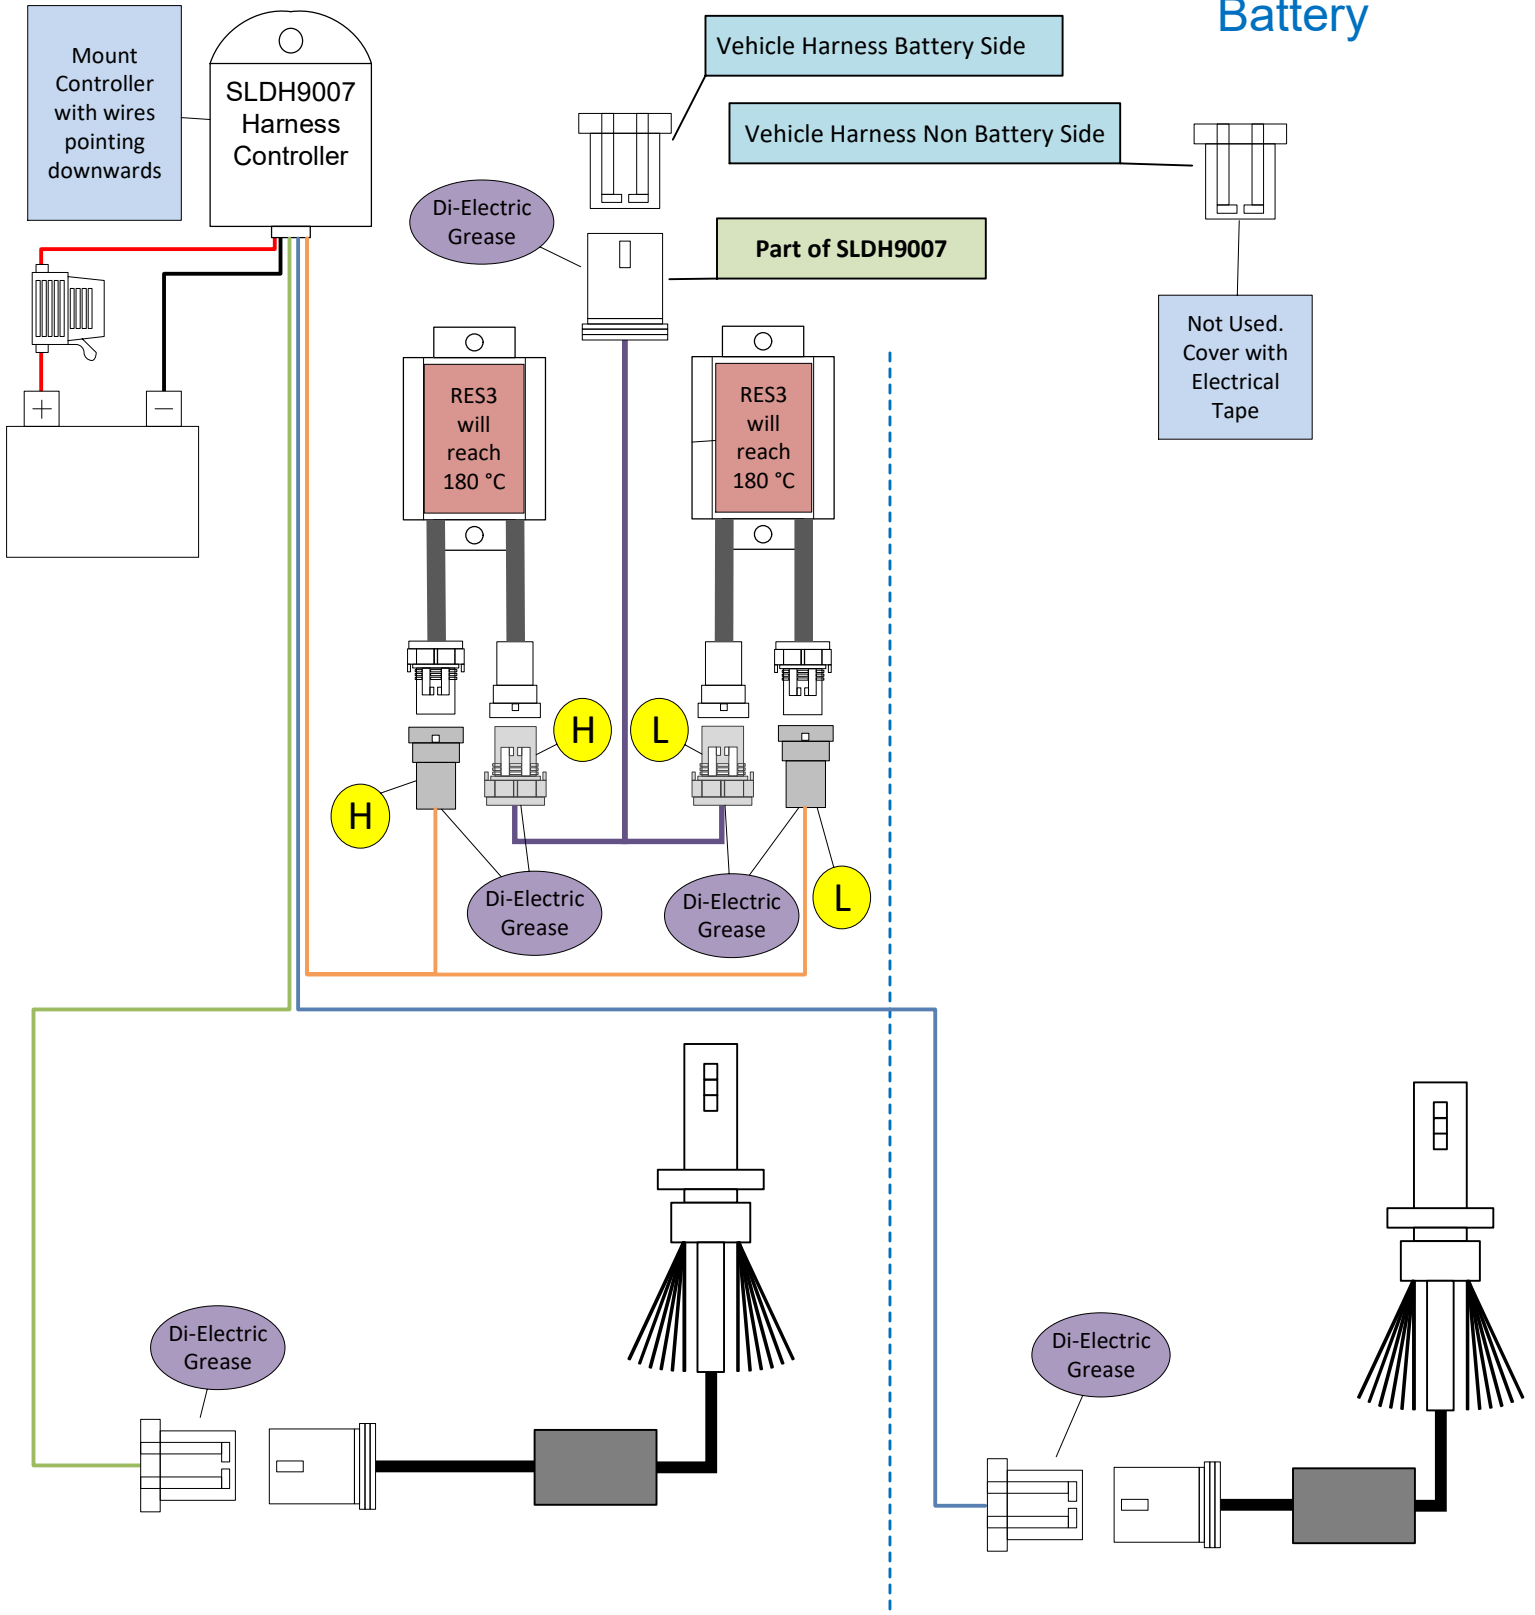 Battery
Mount
Controller
with wires
pointing
downwards
SLDH9007
Harness
Controller
Vehicle Harness Battery Side
Vehicle Harness Non Battery Side
Di-Electric
Grease
Part of SLDH9007
Not Used.
Cover with
Electrical
Tape
+
−
RES3
will
reach
180 °C
RES3
will
reach
180 °C
H
L
H
L
Di-Electric
Grease
Di-Electric
Grease
Di-Electric
Grease
Di-Electric
Grease